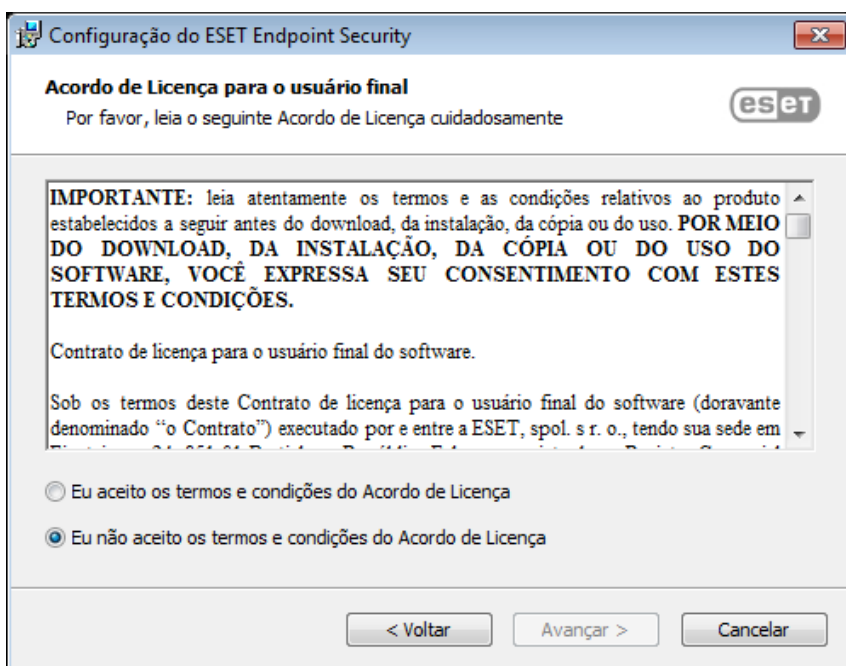 Configuração do ESET Endpoint Security
Acordo de Licença para o usuário final
Por favor, leia o seguinte Acordo de Licença cuidadosamente
eseT
IMPORTANTE: leia atentamente os termos e as condições relativos ao produto
estabelecidos a seguir antes do download, da instalação, da cópia ou do uso. POR MEIO
DO DOWNLOAD, DA INSTALAÇÃO, DA CÓPIA OU DO USO DO
SOFTWARE, VOCÊ EXPRESSA SEU CONSENTIMENTO COM ESTES
TERMOS E CONDIÇÕES.
Contrato de licença para o usuário final do software.
Sob os termos deste Contrato de licença para o usuário final do software (doravante
denominado “o Contrato”) executado por e entre a ESET, spol. s r. o., tendo sua sede em
Eu aceito os termos e condições do Acordo de Licença
Eu não aceito os termos e condições do Acordo de Licença
< Voltar
Avançar >
Cancelar